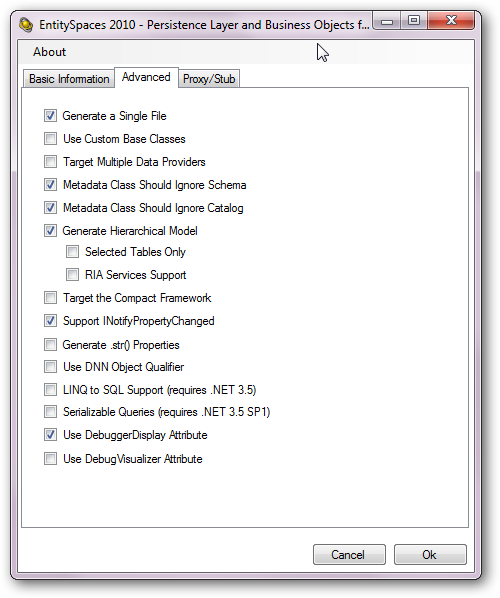 EntitySpaces 2010 - Persistence Layer and Business Objects f...
About
Basic Information Advanced Proxy/Stub
Generate a Single File
Use Custom Base Classes
Target Multiple Data Providers
Metadata Class Should Ignore Schema
Metadata Class Should Ignore Catalog
Generate Hierarchical Model
Selected Tables Only
RIA Services Support
Target the Compact Framework
Support INotifyPropertyChanged
Generate .str() Properties
Use DNN Object Qualifier
LINQ to SQL Support (requires .NET 3.5)
Serializable Queries (requires .NET 3.5 SP1)
Use DebuggerDisplay Attribute
Use DebugVisualizer Attribute
Cancel Ok